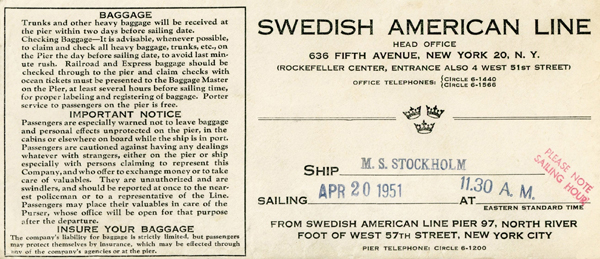 BAGGAGE
Trunks and other heavy baggage will be received at
the pier within two days before sailing date.
Checking Baggage—It is advisable, whenever possible,
to claim and check all heavy baggage, trunks, etc., on
the Pier the day before sailing date, to avoid last min-
ute rush. Railroad and Express baggage should be
checked through to the pier and claim checks with
ocean tickets must be presented to the Baggage Master
on the Pier, at least several hours before sailing time,
for proper labeling and registering of baggage. Porter
service to passengers on the pier is free.
IMPORTANT NOTICE
Passengers are especially warned not to leave baggage
and personal effects unprotected on the pier, in the
cabins or elsewhere on board while the ship is in port.
Passengers are cautioned against having any dealings
whatever with strangers, either on the pier or ship
especially with persons claiming to represent this
Company, and who offer to exchange money or to take
care of valuables. They are unauthorized and are
swindlers, and should be reported at once to the near-
est policeman or to a representative of the Line.
Passengers may place their valuables in care of the
Purser, whose office will be open for that purpose
after the departure.
INSURE YOUR BAGGAGE
The company's liability for baggage is strictly limited, but passengers
may protect themselves by insurance, which may be effected through
any of the company's agencies or at the pier.
SWEDISH AMERICAN LINE
HEAD OFFICE
636 FIFTH AVENUE, NEW YORK 20, N. Y.
(ROCKEFELLER CENTER, ENTRANCE ALSO 4 WEST 51ST STREET)
OFFICE TELEPHONES: { CIRCLE 6-1440
{ CIRCLE 6-1566
SHIP M. S. STOCKHOLM
PLEASE NOTE
SAILING HOUR
SAILING APR 20 1951 AT 11.30 A. M.
EASTERN STANDARD TIME
FROM SWEDISH AMERICAN LINE PIER 97, NORTH RIVER
FOOT OF WEST 57TH STREET, NEW YORK CITY
PIER TELEPHONE: CIRCLE 6-1200